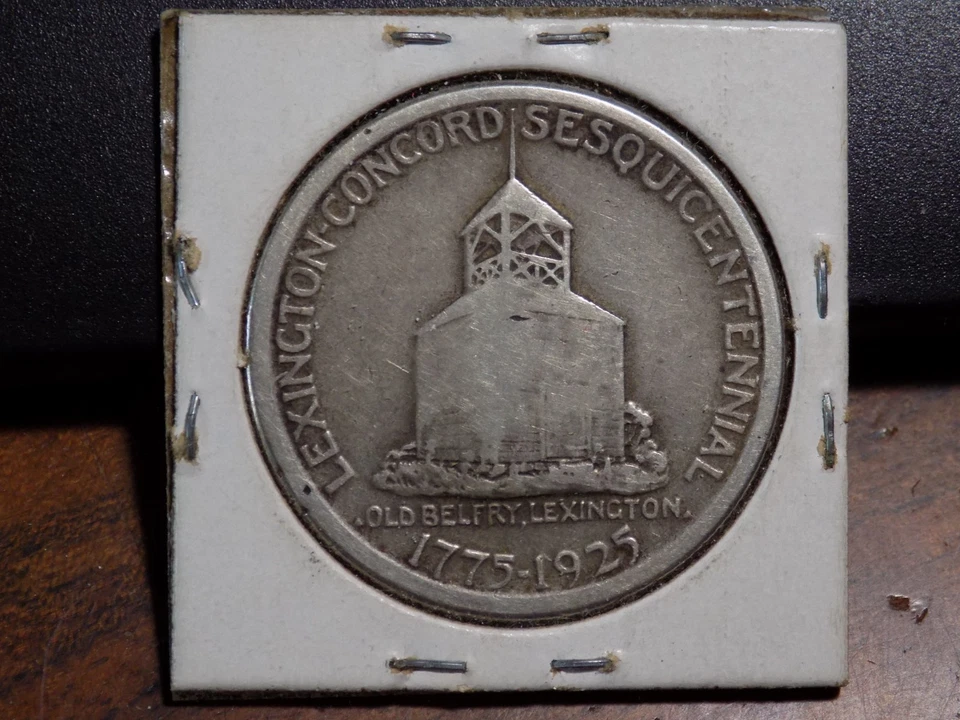 LEXINGTON-CONCORD SESQUICENTENNIAL
.OLD BELFRY, LEXINGTON.
1775-1925